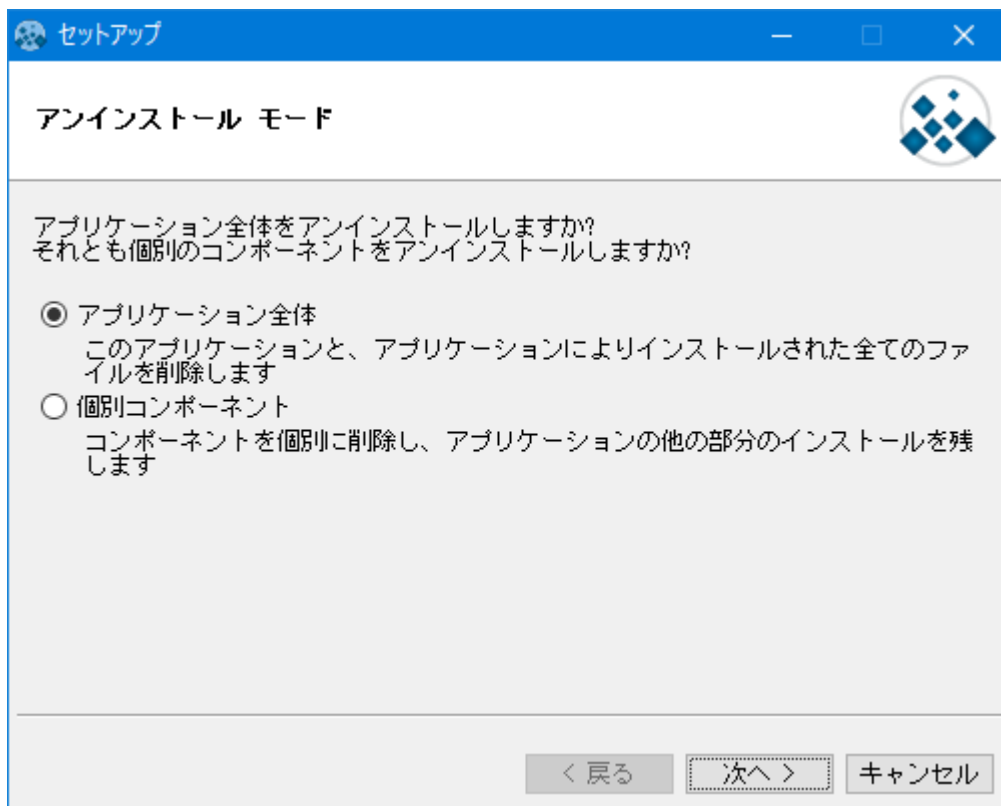 セットアップ
アンインストール モード
アプリケーション全体をアンインストールしますか?
それとも個別のコンポーネントをアンインストールしますか?
アプリケーション全体
このアプリケーションと、アプリケーションによりインストールされた全てのファ
イルを削除します
個別コンポーネント
コンポーネントを個別に削除し、アプリケーションの他の部分のインストールを残
します
< 戻る
次へ >
キャンセル